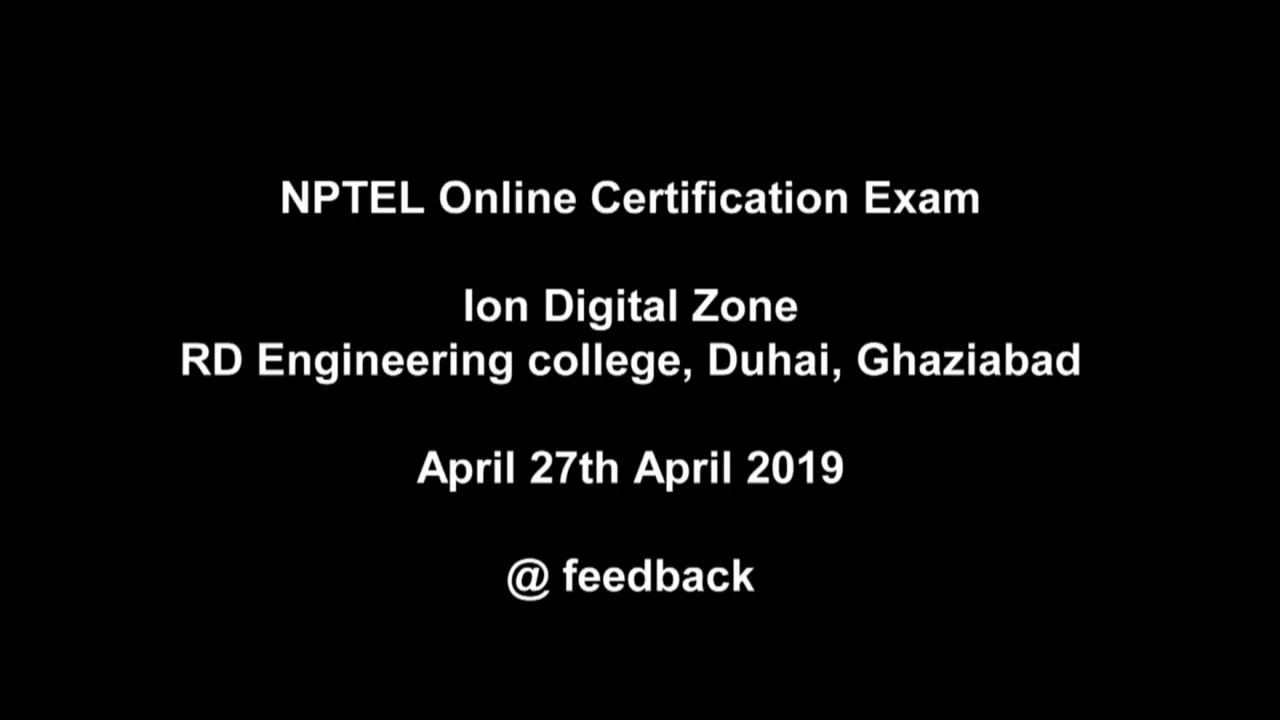 NPTEL Online Certification Exam
Ion Digital Zone
RD Engineering college, Duhai, Ghaziabad
April 27th April 2019
@ feedback